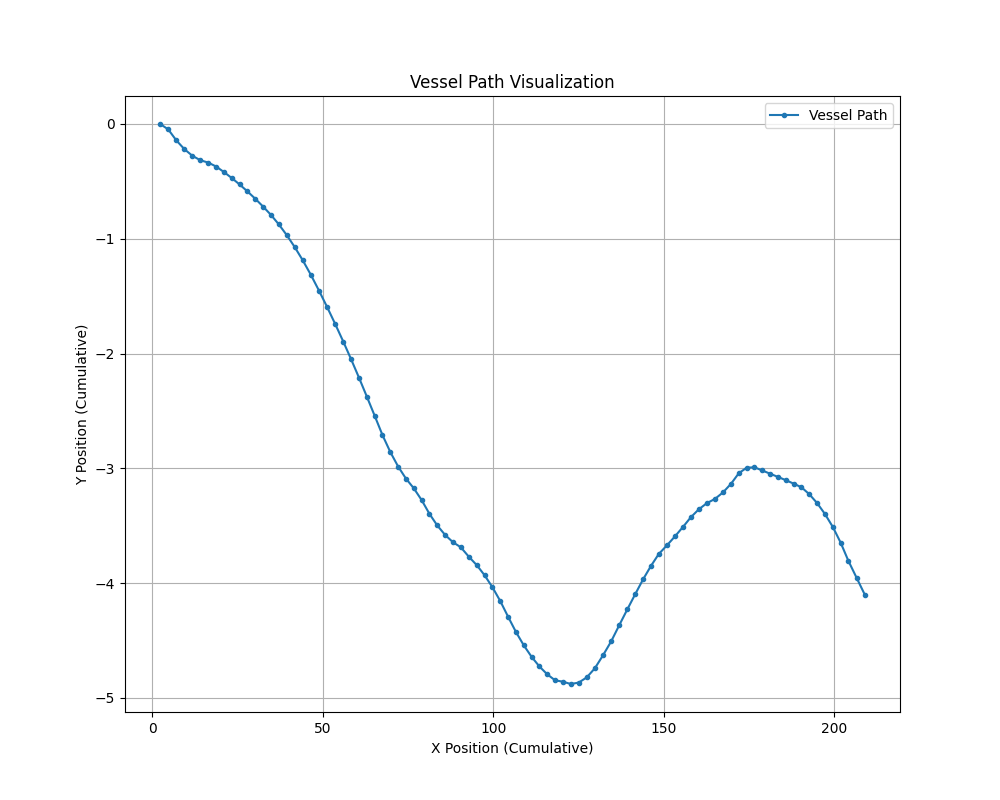 Vessel Path Visualization
Vessel Path
Y Position (Cumulative)
0
−1
−2
−3
−4
−5
0 50 100 150 200
X Position (Cumulative)